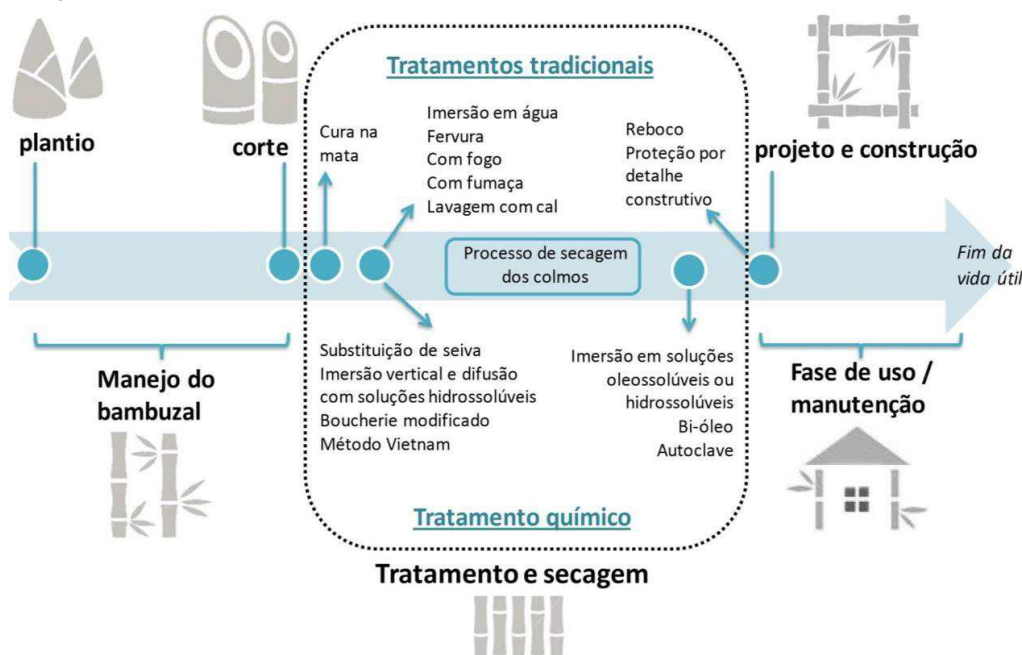 Tratamentos tradicionais
plantio
corte
Cura na
mata
Imersão em água
Fervura
Com fogo
Com fumaça
Lavagem com cal
Reboco
Proteção por
detalhe
construtivo
projeto e construção
Processo de secagem
dos colmos
Fim da
vida útil
Manejo do
bambuzal
Substituição de seiva
Imersão vertical e difusão
com soluções hidrossolúveis
Boucherie modificado
Método Vietnam
Imersão em soluções
oleossolúveis ou
hidrossolúveis
Bi-óleo
Autoclave
Fase de uso /
manutenção
Tratamento químico
Tratamento e secagem